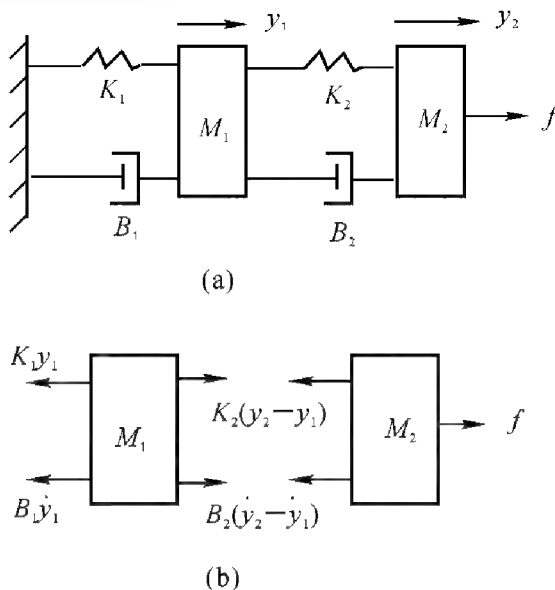 y₁ y₂
K₁ K₂
M₁ M₂ f
B₁ B₂
(a)
K₁y₁
K₂(y₂−y₁)
M₁ M₂ f
B₁ẏ₁ B₂(ẏ₂−ẏ₁)
(b)